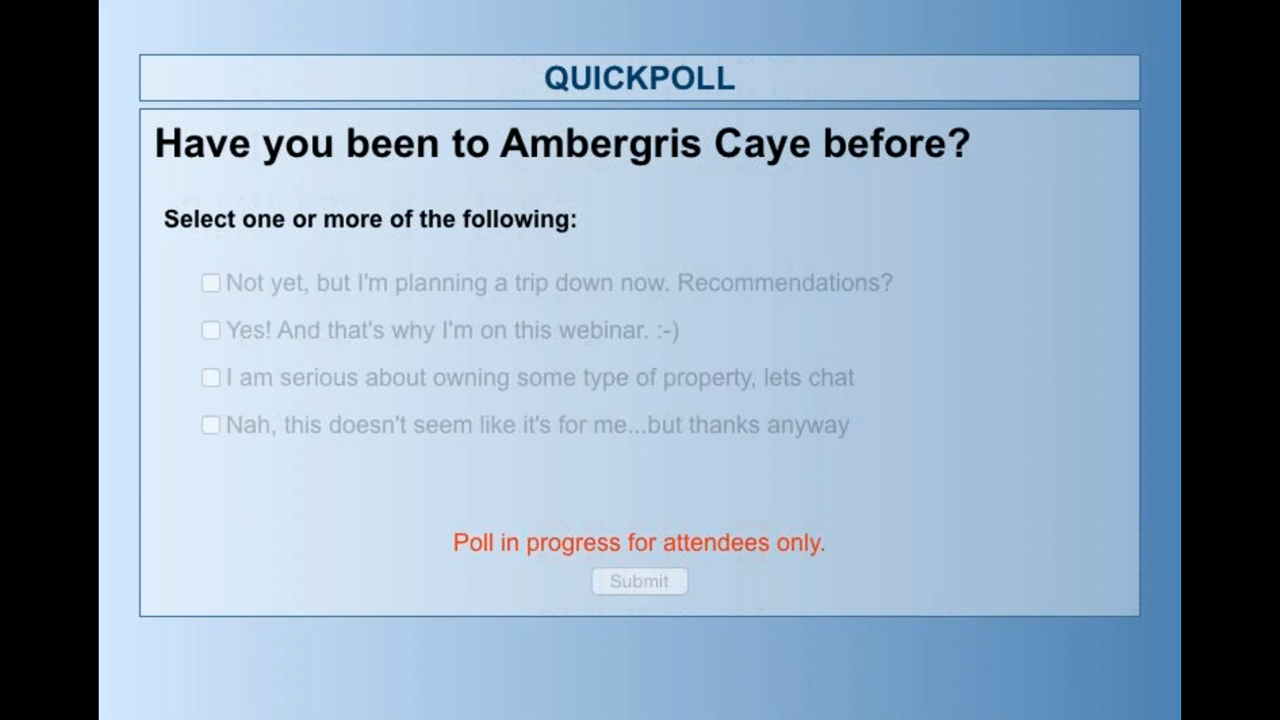 QUICKPOLL
Have you been to Ambergris Caye before?
Select one or more of the following:
Not yet, but I'm planning a trip down now. Recommendations?
Yes! And that's why I'm on this webinar. :-)
I am serious about owning some type of property, lets chat
Nah, this doesn't seem like it's for me...but thanks anyway
Poll in progress for attendees only.
Submit